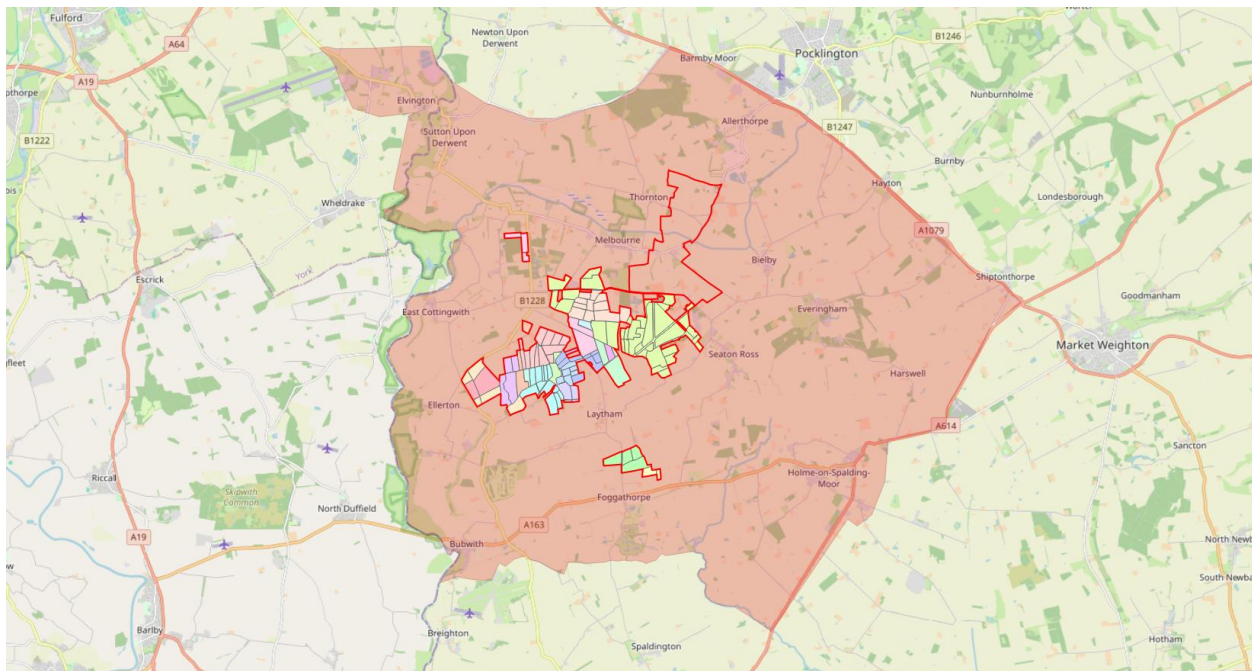 Fulford
Newton Upon
Derwent
Pocklington
B1246
A64
A19
Barmby Moor
Nunburnholme
Elvington
Allerthorpe
B1247
B1222
Sutton Upon
Derwent
Burnby
Hayton
Wheldrake
Thornton
Londesborough
A1079
Melbourne
York
Escrick
Bielby
Shiptonthorpe
Goodmanham
B1228
East Cottingwith
Everingham
Market Weighton
Seaton Ross
Harswell
Ellerton
Laytham
A614
Sancton
Riccall
Holme-on-Spalding-
Moor
Skipwith
Common
Foggathorpe
North Duffield
A163
A19
Bubwith
North Newb
South Newba
Barlby
Breighton
Spaldington
Hotham